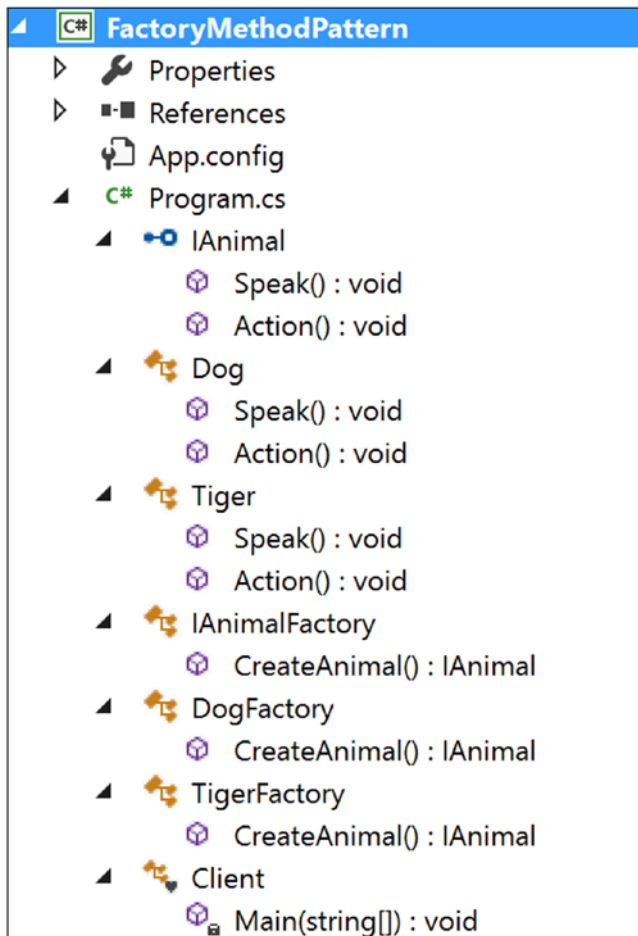 C# FactoryMethodPattern
Properties
References
App.config
C# Program.cs
IAnimal
Speak() : void
Action() : void
Dog
Speak() : void
Action() : void
Tiger
Speak() : void
Action() : void
IAnimalFactory
CreateAnimal() : IAnimal
DogFactory
CreateAnimal() : IAnimal
TigerFactory
CreateAnimal() : IAnimal
Client
Main(string[]) : void